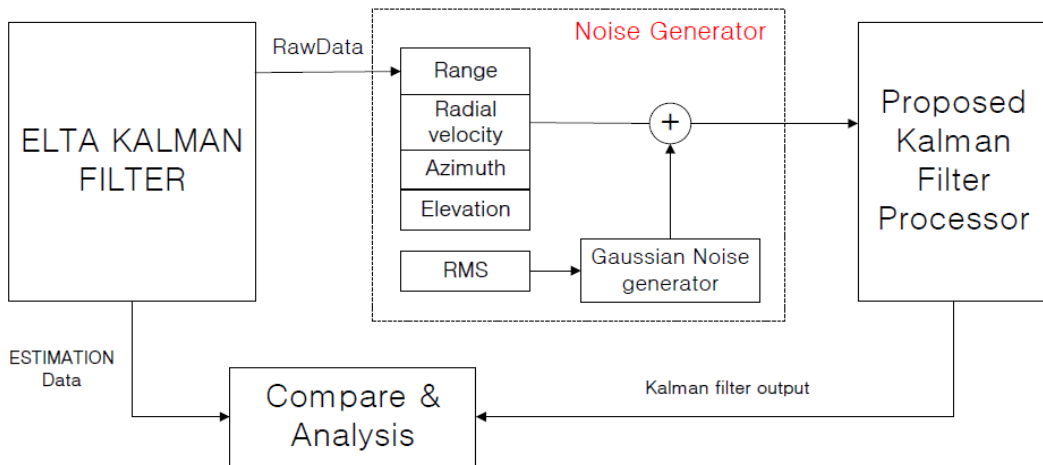 ELTA KALMAN
FILTER
RawData
Noise Generator
Range
Radial
velocity
Azimuth
Elevation
RMS
+
Gaussian Noise
generator
Proposed
Kalman
Filter
Processor
ESTIMATION
Data
Compare &
Analysis
Kalman filter output